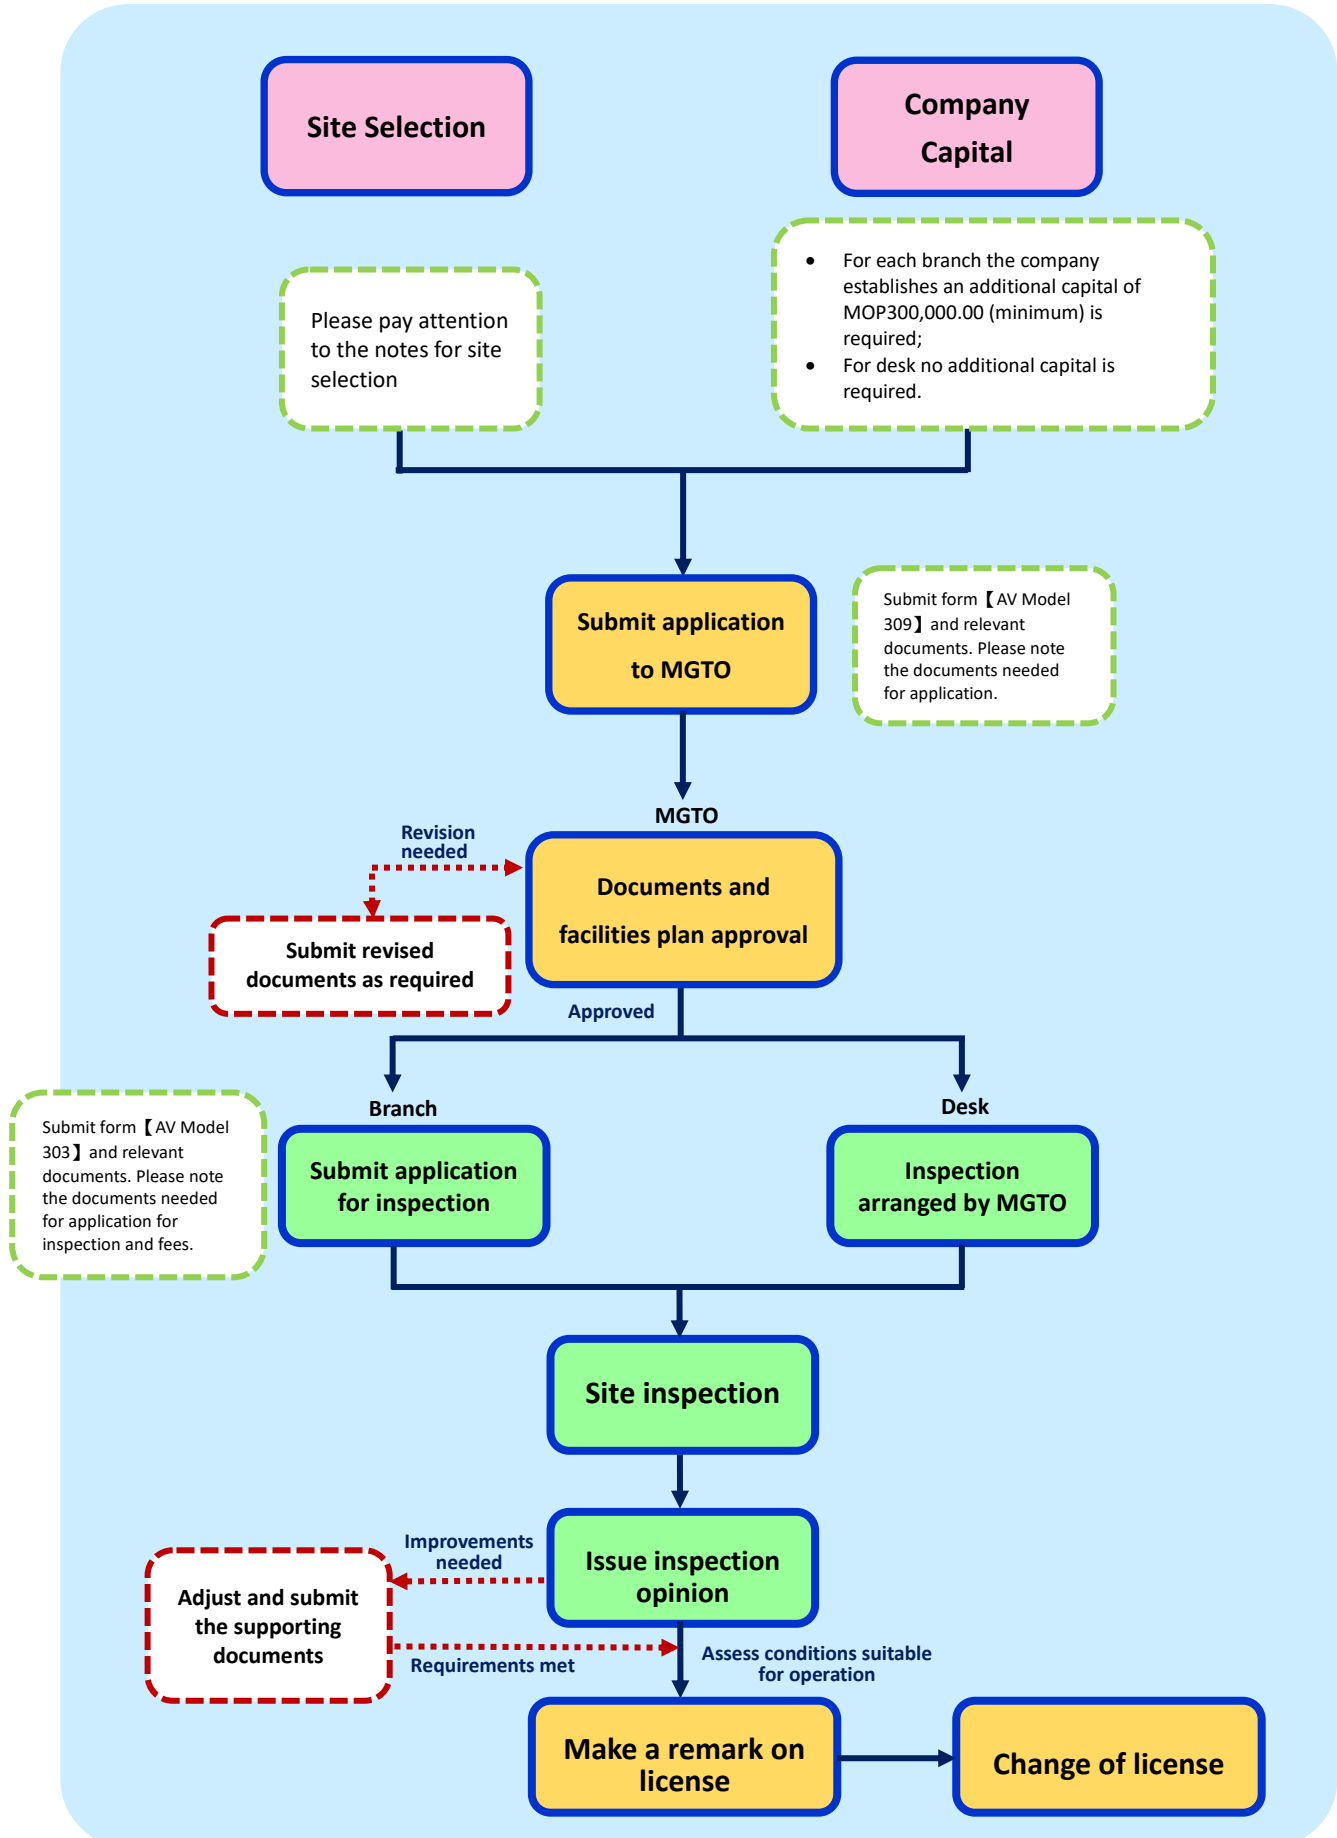 Site Selection
Company
Capital
Please pay attention
to the notes for site
selection
• For each branch the company
establishes an additional capital of
MOP300,000.00 (minimum) is
required;
• For desk no additional capital is
required.
Submit application
to MGTO
Submit form【AV Model
309】and relevant
documents. Please note
the documents needed
for application.
MGTO
Revision
needed
Documents and
facilities plan approval
Submit revised
documents as required
Approved
Branch
Desk
Submit form【AV Model
303】and relevant
documents. Please note
the documents needed
for application for
inspection and fees.
Submit application
for inspection
Inspection
arranged by MGTO
Site inspection
Improvements
needed
Issue inspection
opinion
Adjust and submit
the supporting
documents
Requirements met
Assess conditions suitable
for operation
Make a remark on
license
Change of license